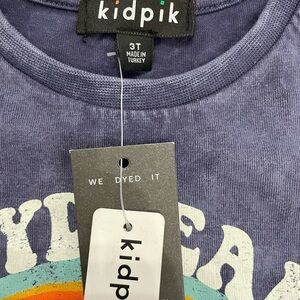 kidpik
3T
MADE IN
TURKEY
WE DYED IT
kidp